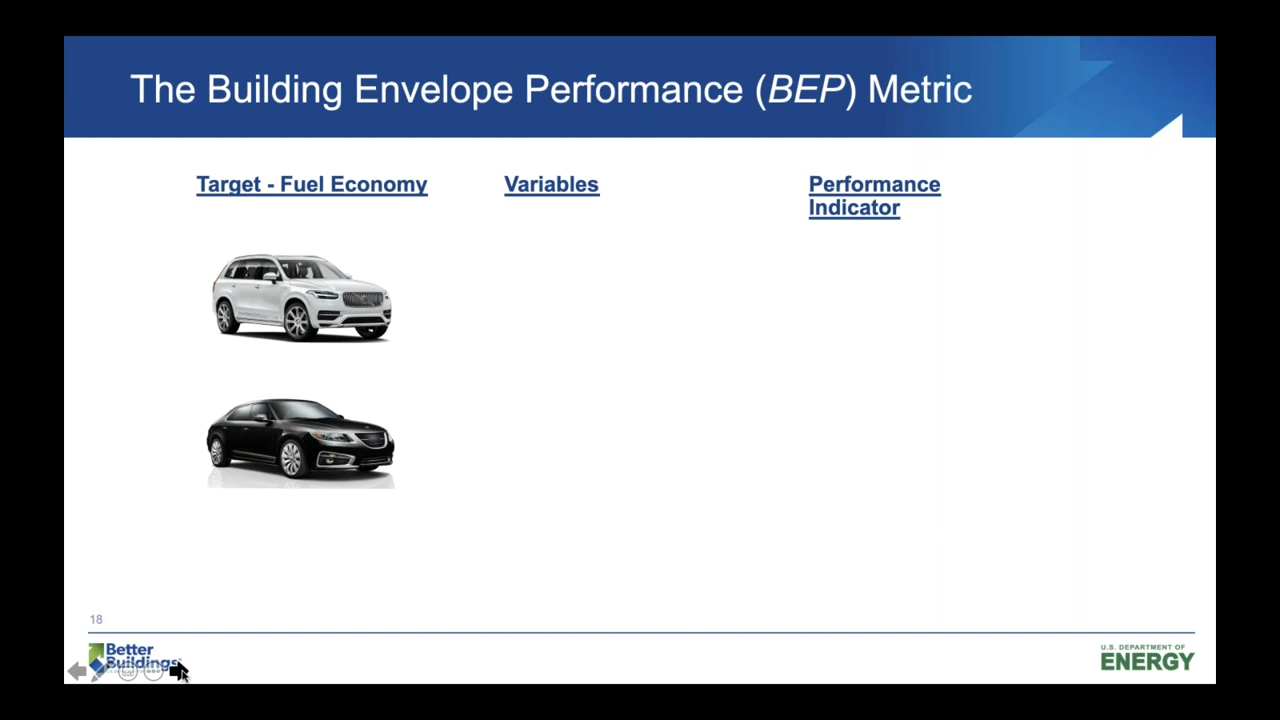 The Building Envelope Performance (BEP) Metric
Target - Fuel Economy
Variables
Performance
Indicator
18
Better
Buildings
U.S. DEPARTMENT OF
ENERGY